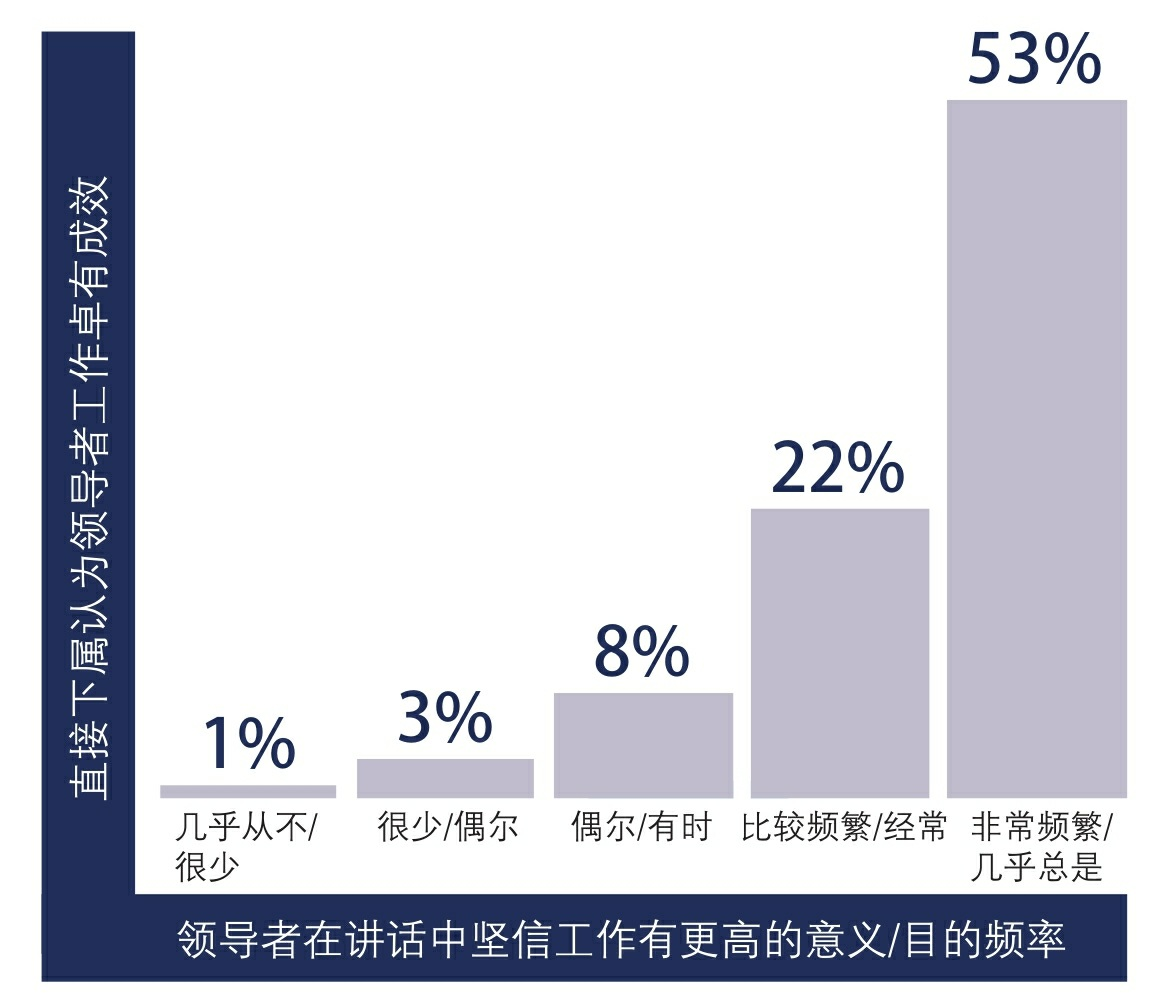 直接下属认为领导者工作卓有成效
53%
22%
8%
3%
1%
几乎从不/
很少
很少/偶尔
偶尔/有时
比较频繁/经常
非常频繁/
几乎总是
领导者在讲话中坚信工作有更高的意义/目的频率